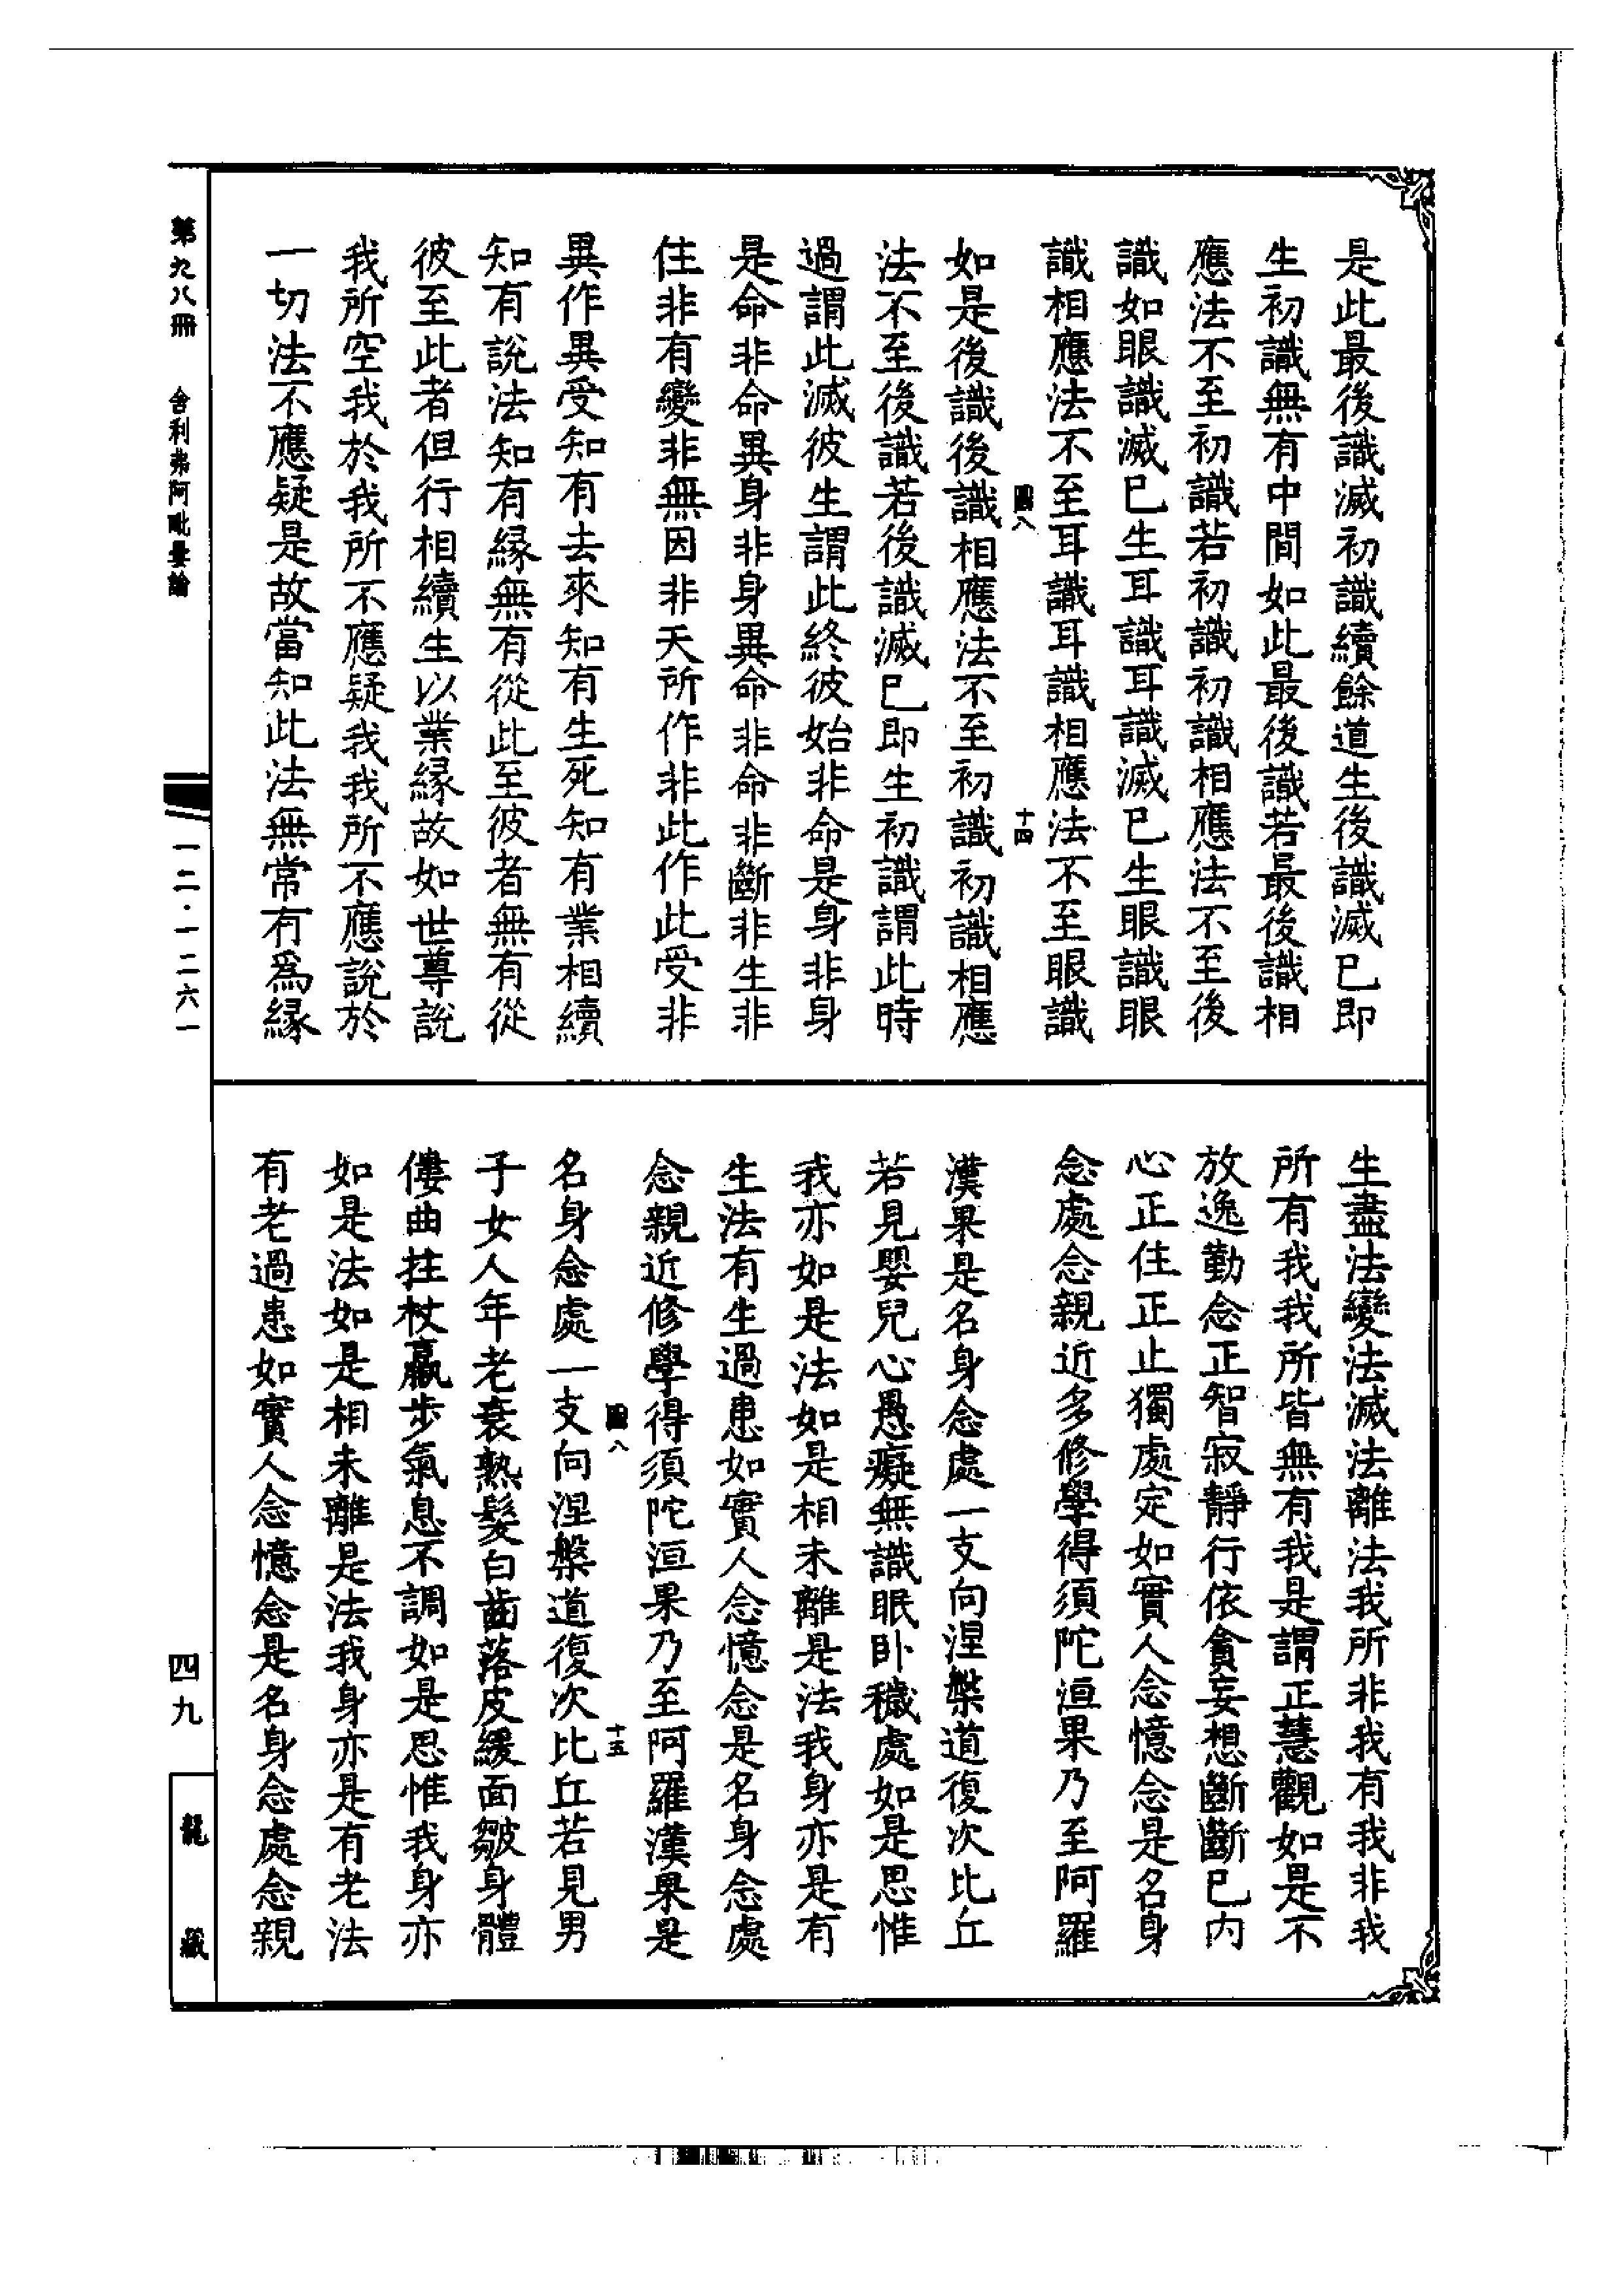 是此最後識滅初識續餘道生後識滅已即
生初識無有中間如此最後識若最後識相
應法不至初識若初識初識相應法不至後
識如眼識滅已生耳識耳識滅已生眼識眼
識相應法不至耳識耳識相應法不至眼識
圖八
十四
如是後識後識相應法不至初識初識相應
法不至後識若後識滅已即生初識謂此時
過謂此滅彼生謂此終彼始非命是身非身
是命非命異身非身異命非命非斷非生非
住非有變非無因非天所作非此作此受非
異作異受知有去來知有生死知有業相續
知有說法知有緣無有從此至彼者無有從
彼至此者但行相續生以業緣故如世尊說
我所空我於我所不應疑我我所不應說於
一切法不應疑是故當知此法無常有為緣
生盡法變法滅法離法我所非我有我非我
所有我我所皆無有我是謂正慧觀如是不
放逸勤念正智寂靜行依貪妄想斷斷已內
心正住正止獨處定如實人念憶念是名身
念處念親近多修學得須陀洹果乃至阿羅
漢果是名身念處一支向涅槃道復次比丘
若見嬰兒心愚癡無識眠臥穢處如是思惟
我亦如是法如是相未離是法我身亦是有
生法有生過患如實人念憶念是名身念處
念親近修學得須陀洹果乃至阿羅漢果是
圖八
十五
名身念處一支向涅槃道復次比丘若見男
子女人年老衰熟髮白齒落皮緩面皺身體
僂曲拄杖羸步氣息不調如是思惟我身亦
如是法如是相未離是法我身亦是有老法
有老過患如實人念憶念是名身念處念親
第九八冊
舍利弗阿毗曇論
一二·一二六一
四九
龍藏